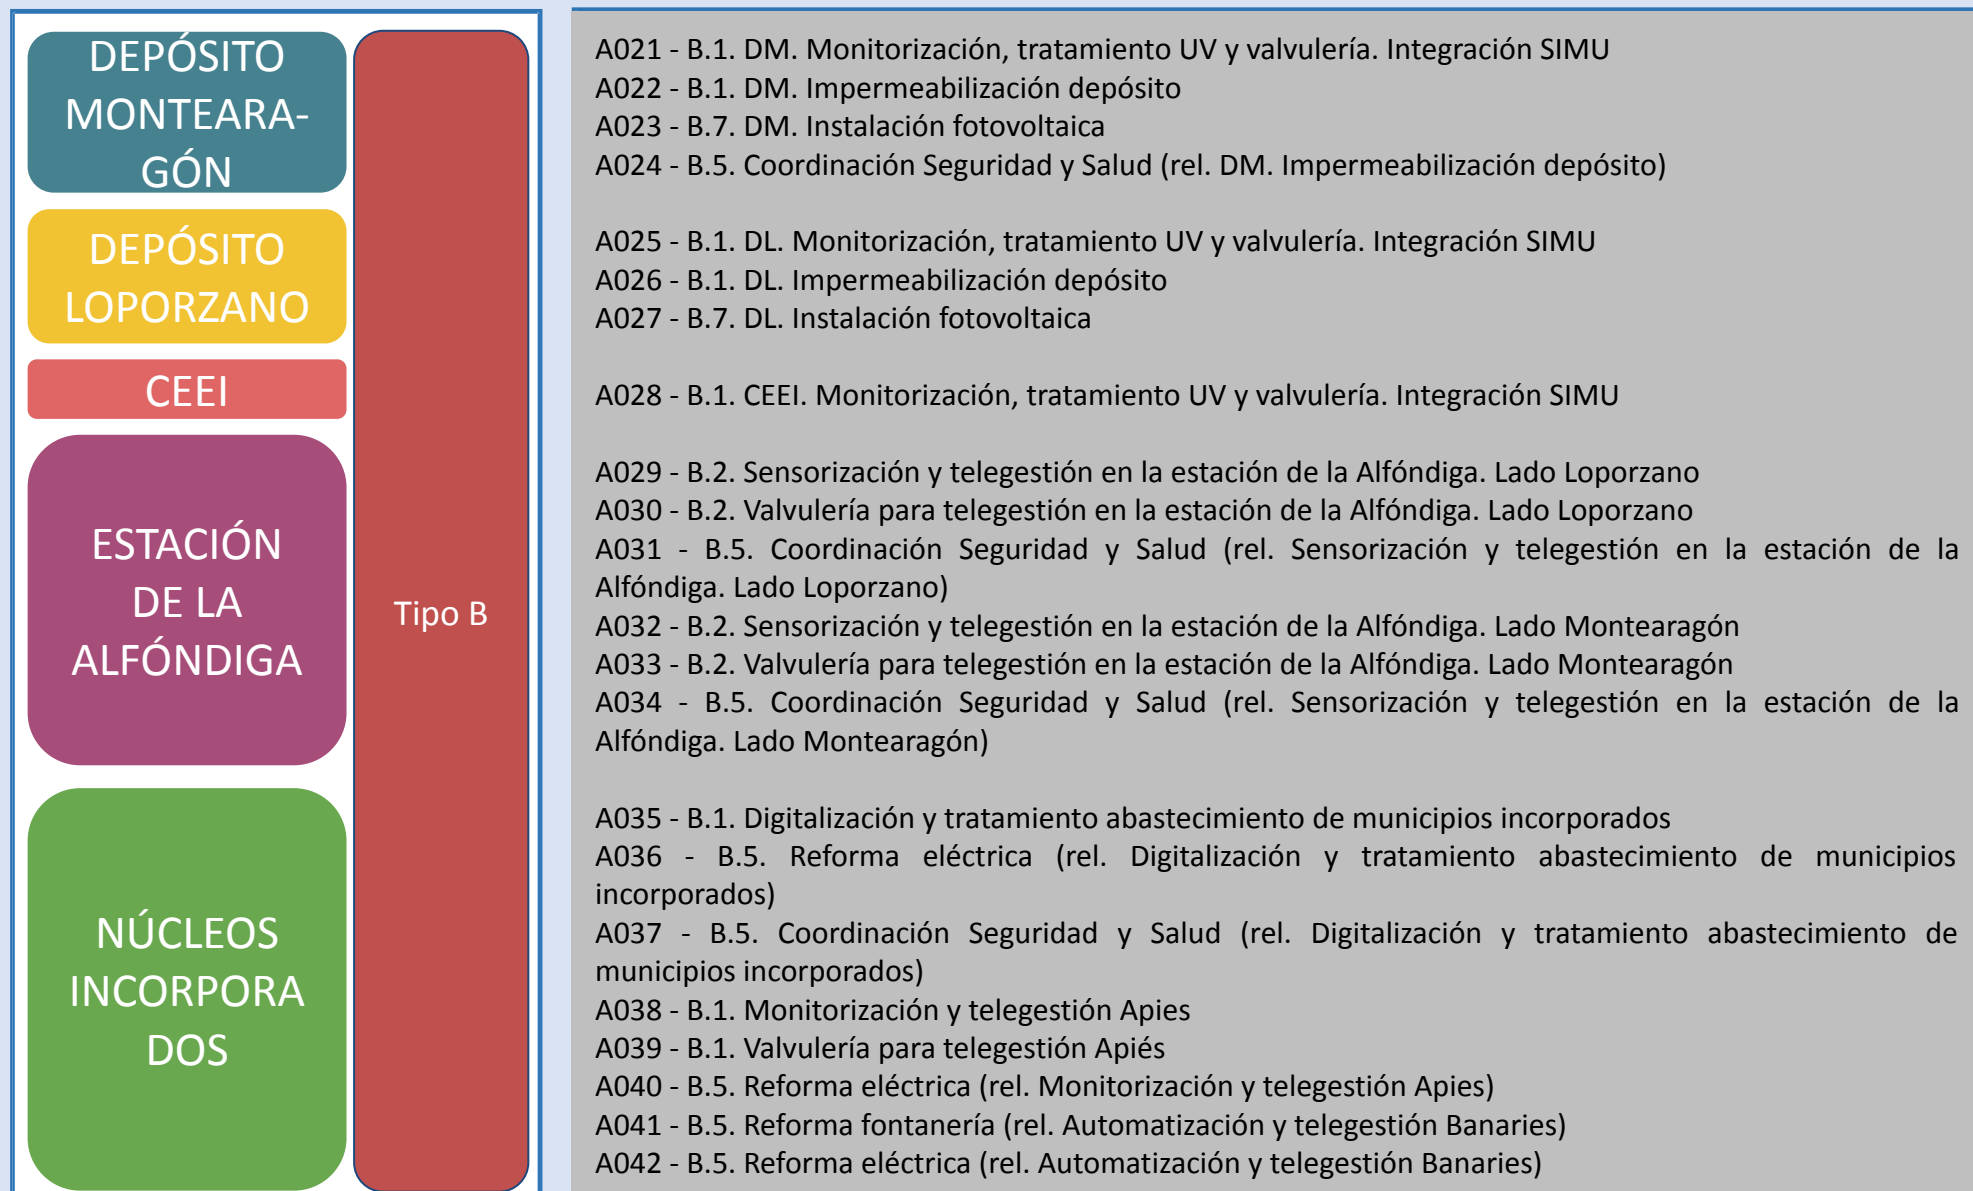 DEPÓSITO
MONTEARA-
GÓN
DEPÓSITO
LOPORZANO
CEEI
ESTACIÓN
DE LA
ALFÓNDIGA
NÚCLEOS
INCORPORA
DOS
Tipo B
A021 - B.1. DM. Monitorización, tratamiento UV y valvulería. Integración SIMU
A022 - B.1. DM. Impermeabilización depósito
A023 - B.7. DM. Instalación fotovoltaica
A024 - B.5. Coordinación Seguridad y Salud (rel. DM. Impermeabilización depósito)
A025 - B.1. DL. Monitorización, tratamiento UV y valvulería. Integración SIMU
A026 - B.1. DL. Impermeabilización depósito
A027 - B.7. DL. Instalación fotovoltaica
A028 - B.1. CEEI. Monitorización, tratamiento UV y valvulería. Integración SIMU
A029 - B.2. Sensorización y telegestión en la estación de la Alfóndiga. Lado Loporzano
A030 - B.2. Valvulería para telegestión en la estación de la Alfóndiga. Lado Loporzano
A031 - B.5. Coordinación Seguridad y Salud (rel. Sensorización y telegestión en la estación de la
Alfóndiga. Lado Loporzano)
A032 - B.2. Sensorización y telegestión en la estación de la Alfóndiga. Lado Montearagón
A033 - B.2. Valvulería para telegestión en la estación de la Alfóndiga. Lado Montearagón
A034 - B.5. Coordinación Seguridad y Salud (rel. Sensorización y telegestión en la estación de la
Alfóndiga. Lado Montearagón)
A035 - B.1. Digitalización y tratamiento abastecimiento de municipios incorporados
A036 - B.5. Reforma eléctrica (rel. Digitalización y tratamiento abastecimiento de municipios
incorporados)
A037 - B.5. Coordinación Seguridad y Salud (rel. Digitalización y tratamiento abastecimiento de
municipios incorporados)
A038 - B.1. Monitorización y telegestión Apies
A039 - B.1. Valvulería para telegestión Apiés
A040 - B.5. Reforma eléctrica (rel. Monitorización y telegestión Apies)
A041 - B.5. Reforma fontanería (rel. Automatización y telegestión Banaries)
A042 - B.5. Reforma eléctrica (rel. Automatización y telegestión Banaries)